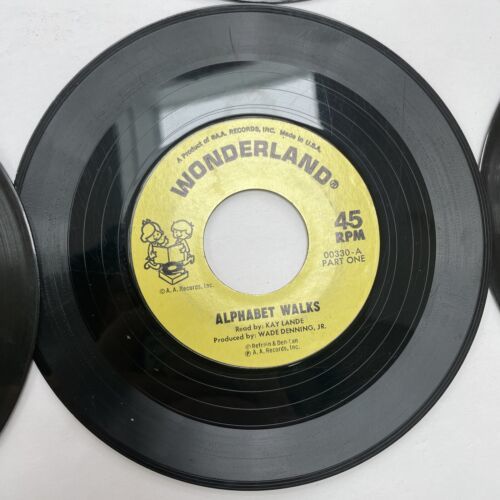 A Product of A.A. RECORDS, INC. Made in U.S.A.
WONDERLAND®
45
RPM
00330-A
PART ONE
© A.A. Records, Inc.
ALPHABET WALKS
Read by: KAY LANDE
Produced by: WADE DENNING, JR.
℗ Refrain &
℗ A. A. Records, Inc.